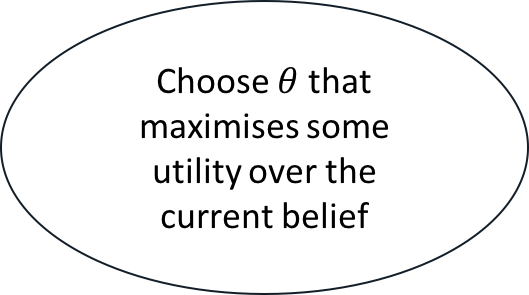 Choose θ that
maximises some
utility over the
current belief